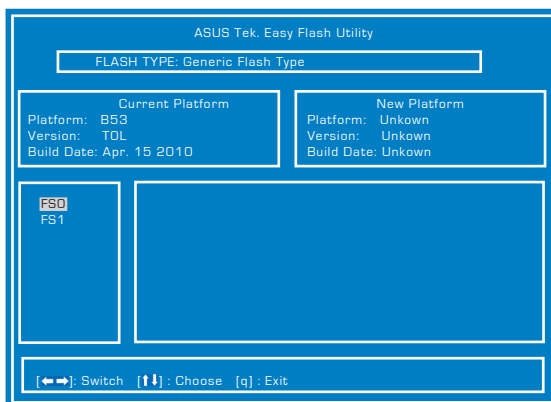 ASUS Tek. Easy Flash Utility
FLASH TYPE: Generic Flash Type
Current Platform
Platform: B53
Version: TOL
Build Date: Apr. 15 2010
New Platform
Platform: Unkown
Version: Unkown
Build Date: Unkown
FS0
FS1
[⬅➡]: Switch [⬆⬇] : Choose [q] : Exit